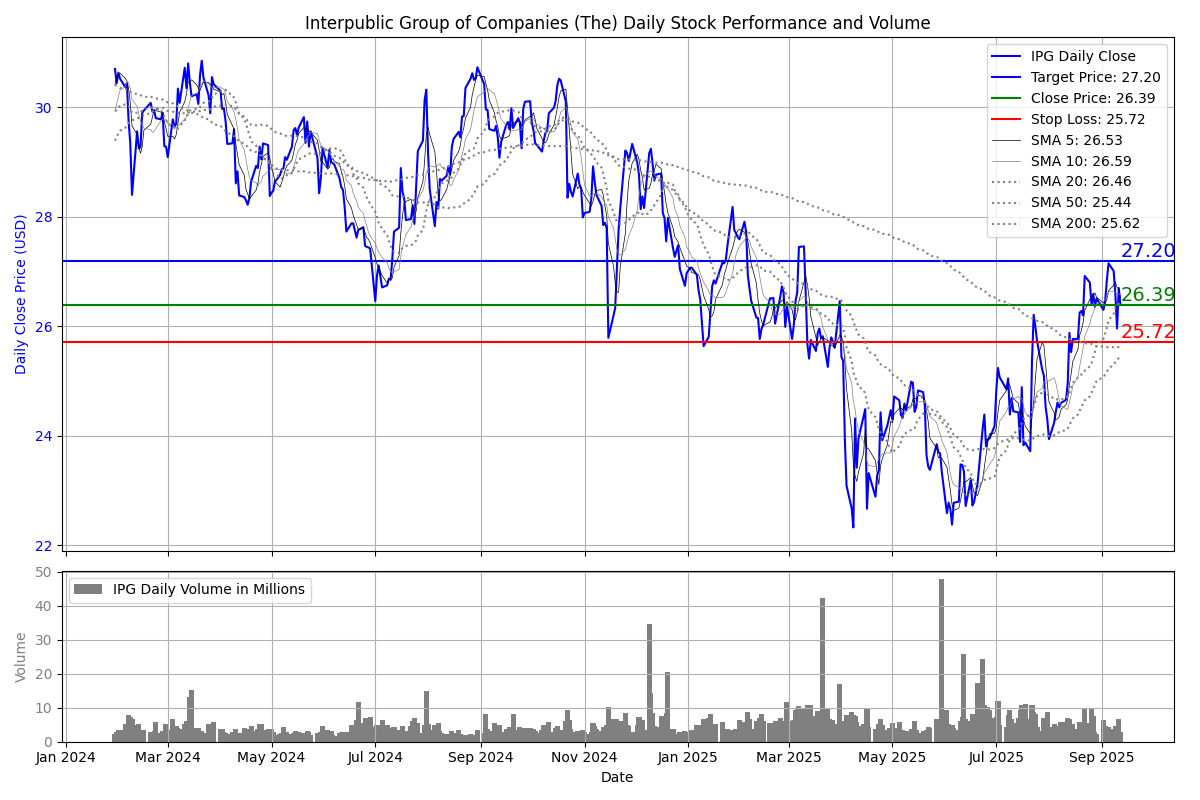 Interpublic Group of Companies (The) Daily Stock Performance and Volume
Daily Close Price (USD)
30
28
26
24
22
IPG Daily Close
Target Price: 27.20
Close Price: 26.39
Stop Loss: 25.72
SMA 5: 26.53
SMA 10: 26.59
SMA 20: 26.46
SMA 50: 25.44
SMA 200: 25.62
27.20
26.39
25.72
Volume
50
40
30
20
10
0
IPG Daily Volume in Millions
Jan 2024 Mar 2024 May 2024 Jul 2024 Sep 2024 Nov 2024 Jan 2025 Mar 2025 May 2025 Jul 2025 Sep 2025
Date